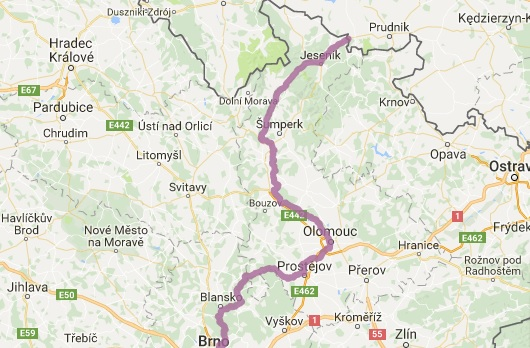 Duszniki-Zdrój
Prudník
Kędzierzyn-K
Hradec
Králové
Jeseník
E67
Dolní Morava
Krnov
Pardubice
E442
Šumperk
Chrudim
Ústí nad Orlicí
Opava
Litomyšl
Ostrav
Svitavy
Bouzov
E442
1
Havlíčkův
Brod
Nové Město
na Moravě
Olomouc
E462
Frýdek
Hranice
Prostějov
Rožnov pod
Radhoštěm
Přerov
Jihlava
E50
E462
Blansko
Kroměříž
E59
Třebíč
Brno
Vyškov
1
55
Zlín